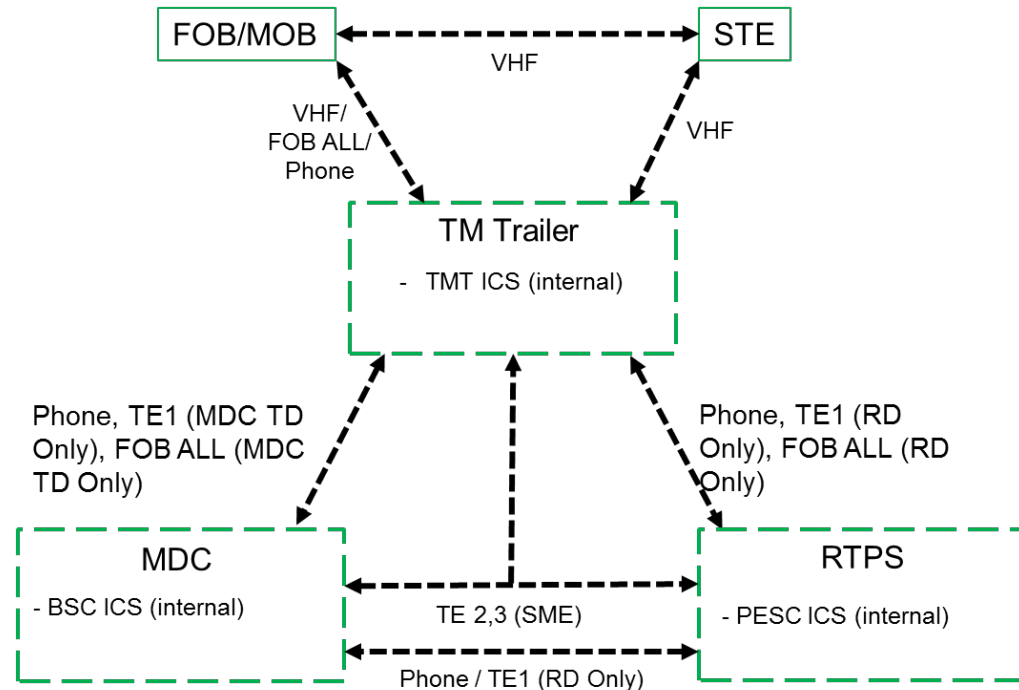 FOB/MOB
STE
VHF
VHF/
FOB ALL/
Phone
VHF
TM Trailer
- TMT ICS (internal)
Phone, TE1 (MDC TD
Only), FOB ALL (MDC
TD Only)
Phone, TE1 (RD
Only), FOB ALL (RD
Only)
MDC
- BSC ICS (internal)
RTPS
- PESC ICS (internal)
TE 2,3 (SME)
Phone / TE1 (RD Only)